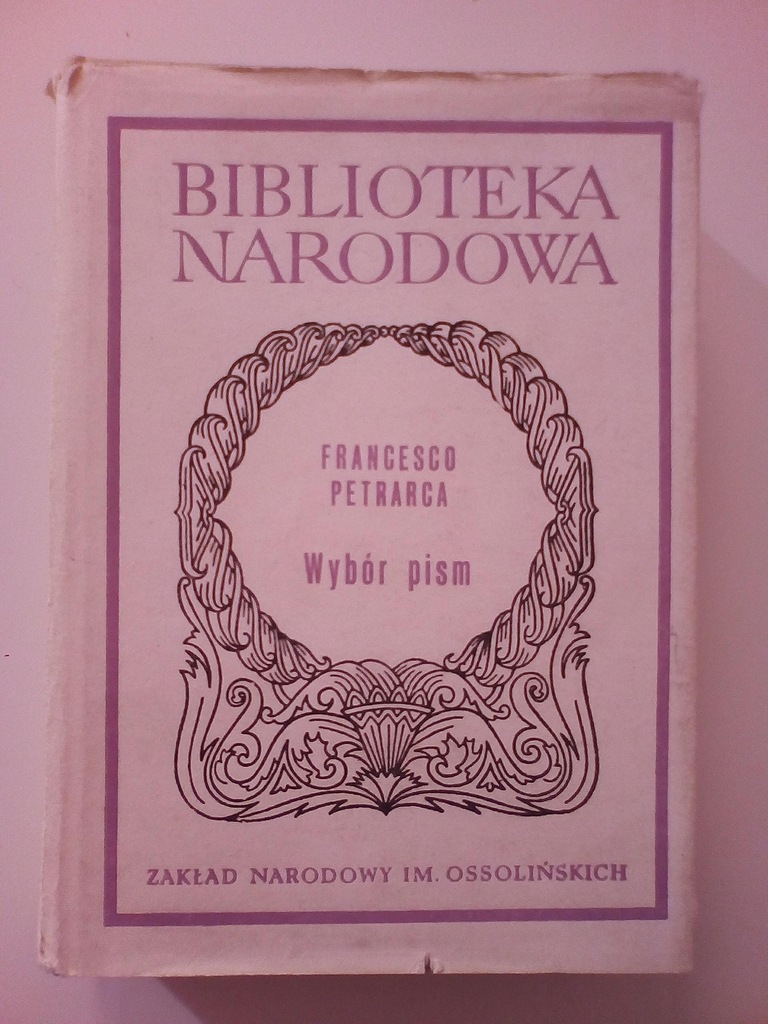 BIBLIOTEKA
NARODOWA
FRANCESCO
PETRARCA
Wybór pism
ZAKŁAD NARODOWY IM. OSSOLIŃSKICH